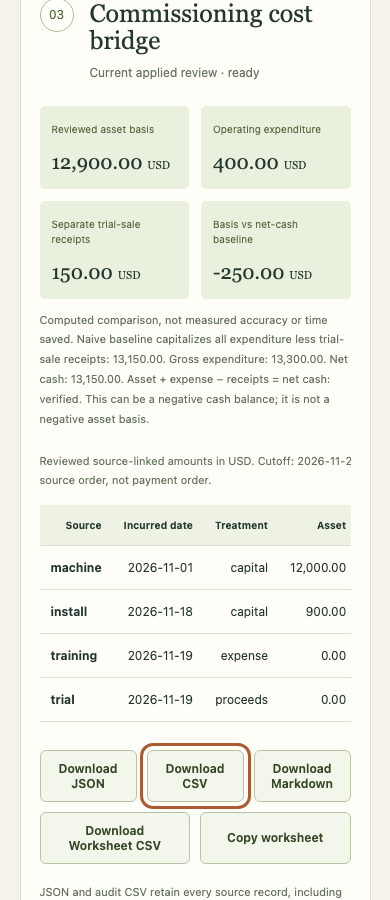 03
Commissioning cost
bridge
Current applied review · ready
Reviewed asset basis
12,900.00 USD
Operating expenditure
400.00 USD
Separate trial-sale
receipts
150.00 USD
Basis vs net-cash
baseline
-250.00 USD
Computed comparison, not measured accuracy or time
saved. Naive baseline capitalizes all expenditure less trial-
sale receipts: 13,150.00. Gross expenditure: 13,300.00. Net
cash: 13,150.00. Asset + expense − receipts = net cash:
verified. This can be a negative cash balance; it is not a
negative asset basis.
Reviewed source-linked amounts in USD. Cutoff: 2026-11-2
source order, not payment order.
Source Incurred date Treatment Asset
machine 2026-11-01 capital 12,000.00
install 2026-11-18 capital 900.00
training 2026-11-19 expense 0.00
trial 2026-11-19 proceeds 0.00
Download
JSON
Download
CSV
Download
Markdown
Download
Worksheet CSV
Copy worksheet
JSON and audit CSV retain every source record, including